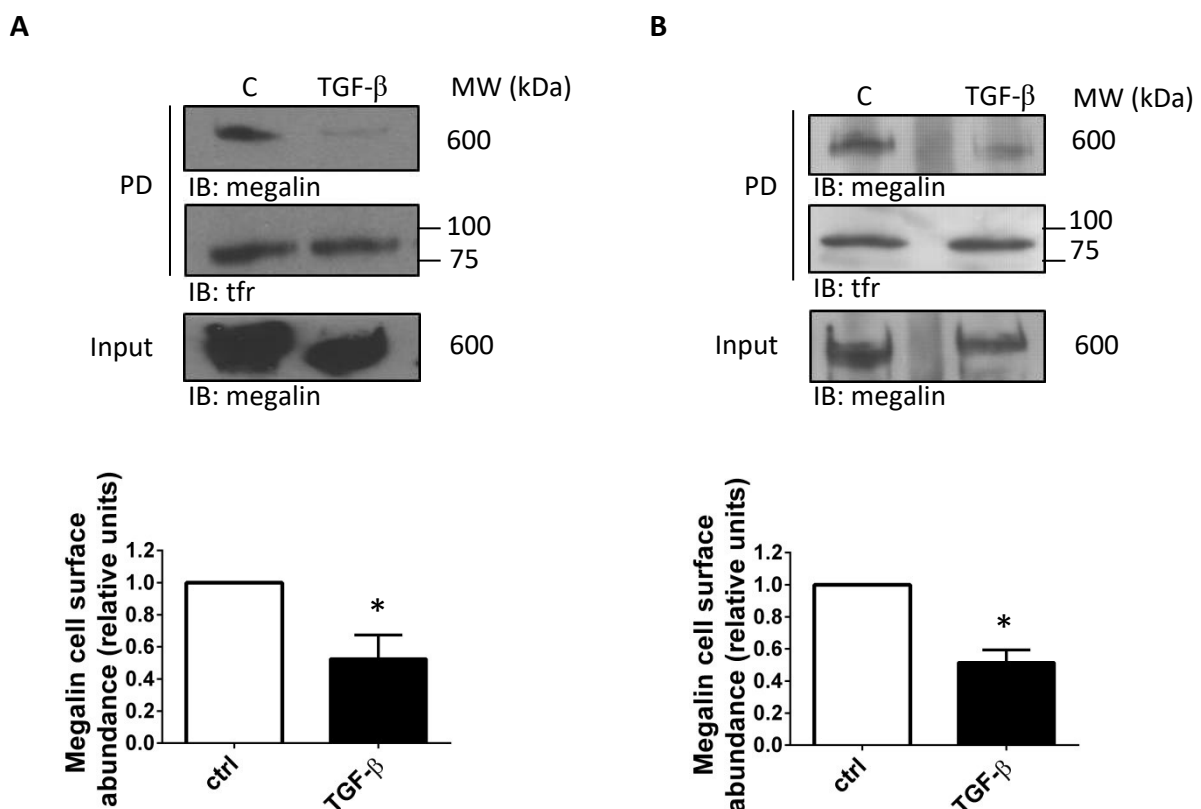 A
C TGF-β MW (kDa)
600
PD
IB: megalin
100
75
IB: tfr
Input
600
IB: megalin
Megalin cell surface
abundance (relative units)
1.2
1.0
0.8
0.6
0.4
0.2
0.0
*
ctrl
TGF-β
B
C TGF-β MW (kDa)
600
PD
IB: megalin
100
75
IB: tfr
Input
600
IB: megalin
Megalin cell surface
abundance (relative units)
1.2
1.0
0.8
0.6
0.4
0.2
0.0
*
ctrl
TGF-β